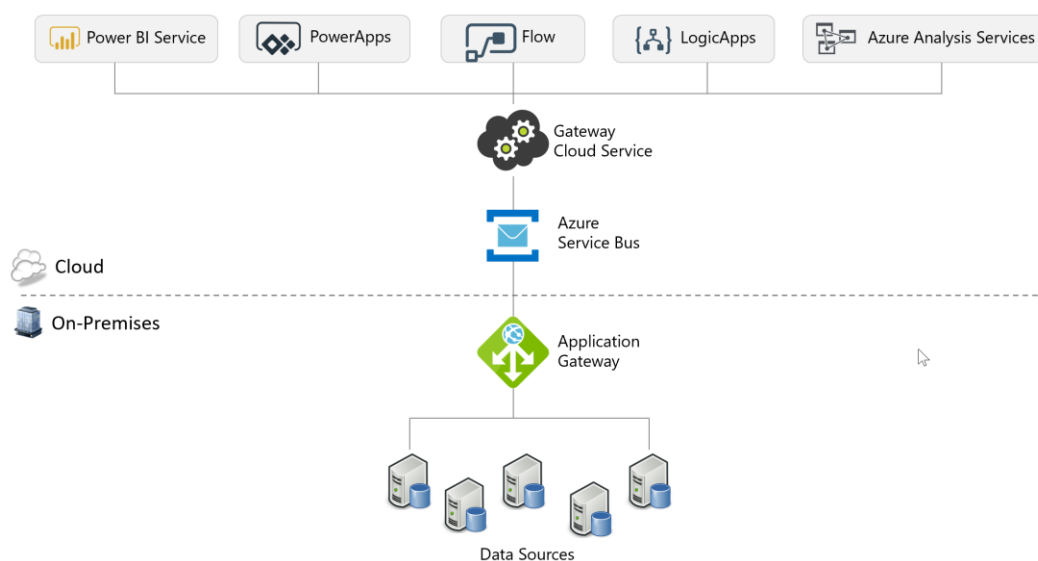 Power BI Service
PowerApps
Flow
LogicApps
Azure Analysis Services
Gateway
Cloud Service
Azure
Service Bus
Cloud
On-Premises
Application
Gateway
Data Sources